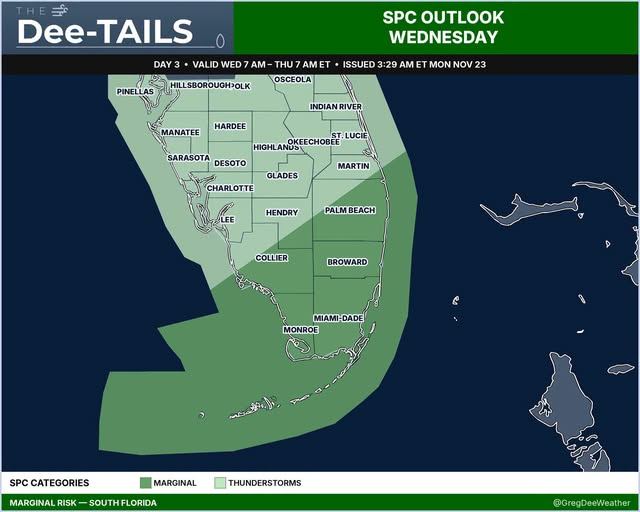 THE
Dee-TAILS
SPC OUTLOOK
WEDNESDAY
DAY 3 • VALID WED 7 AM – THU 7 AM ET • ISSUED 3:29 AM ET MON NOV 23
OSCEOLA
HILLSBOROUGH
POLK
PINELLAS
INDIAN RIVER
HARDEE
MANATEE
ST. LUCIE
OKEECHOBEE
HIGHLANDS
SARASOTA
DESOTO
MARTIN
GLADES
CHARLOTTE
LEE
HENDRY
PALM BEACH
COLLIER
BROWARD
MIAMI-DADE
MONROE
SPC CATEGORIES
MARGINAL
THUNDERSTORMS
MARGINAL RISK — SOUTH FLORIDA
@GregDeeWeather